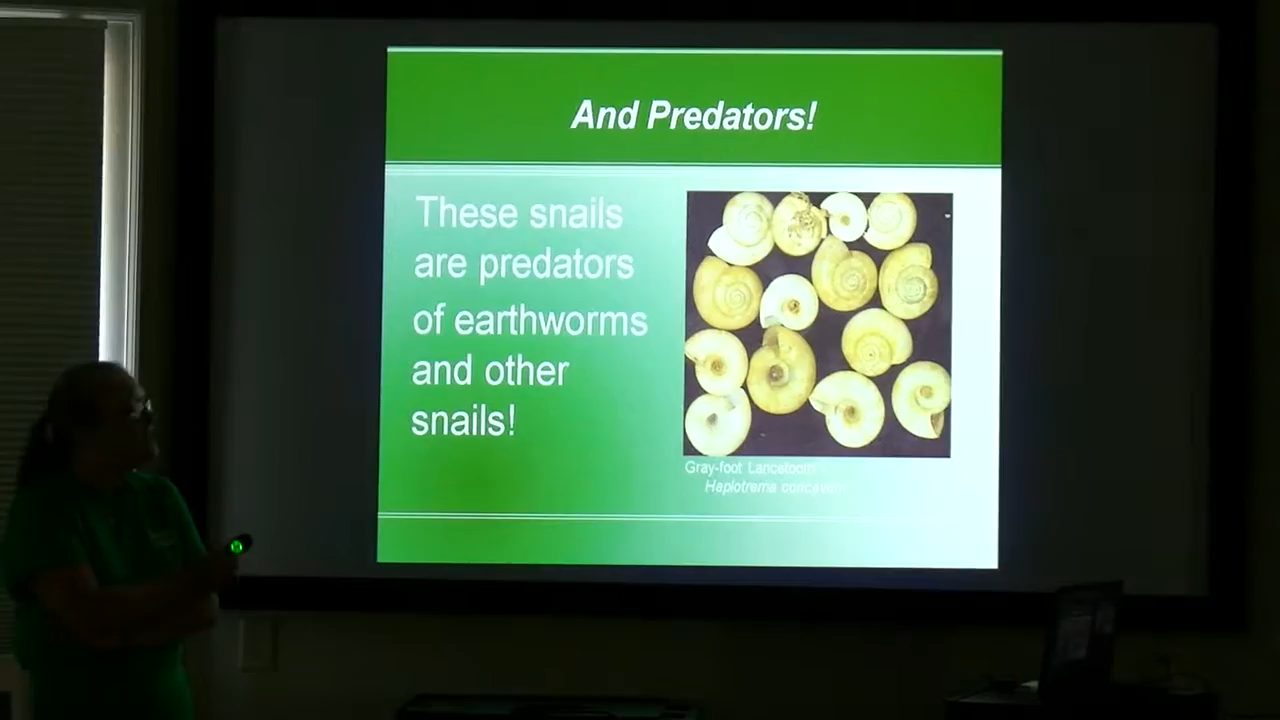 And Predators!
These snails
are predators
of earthworms
and other
snails!
Gray-foot Lancetooth
Haplotrema concavum